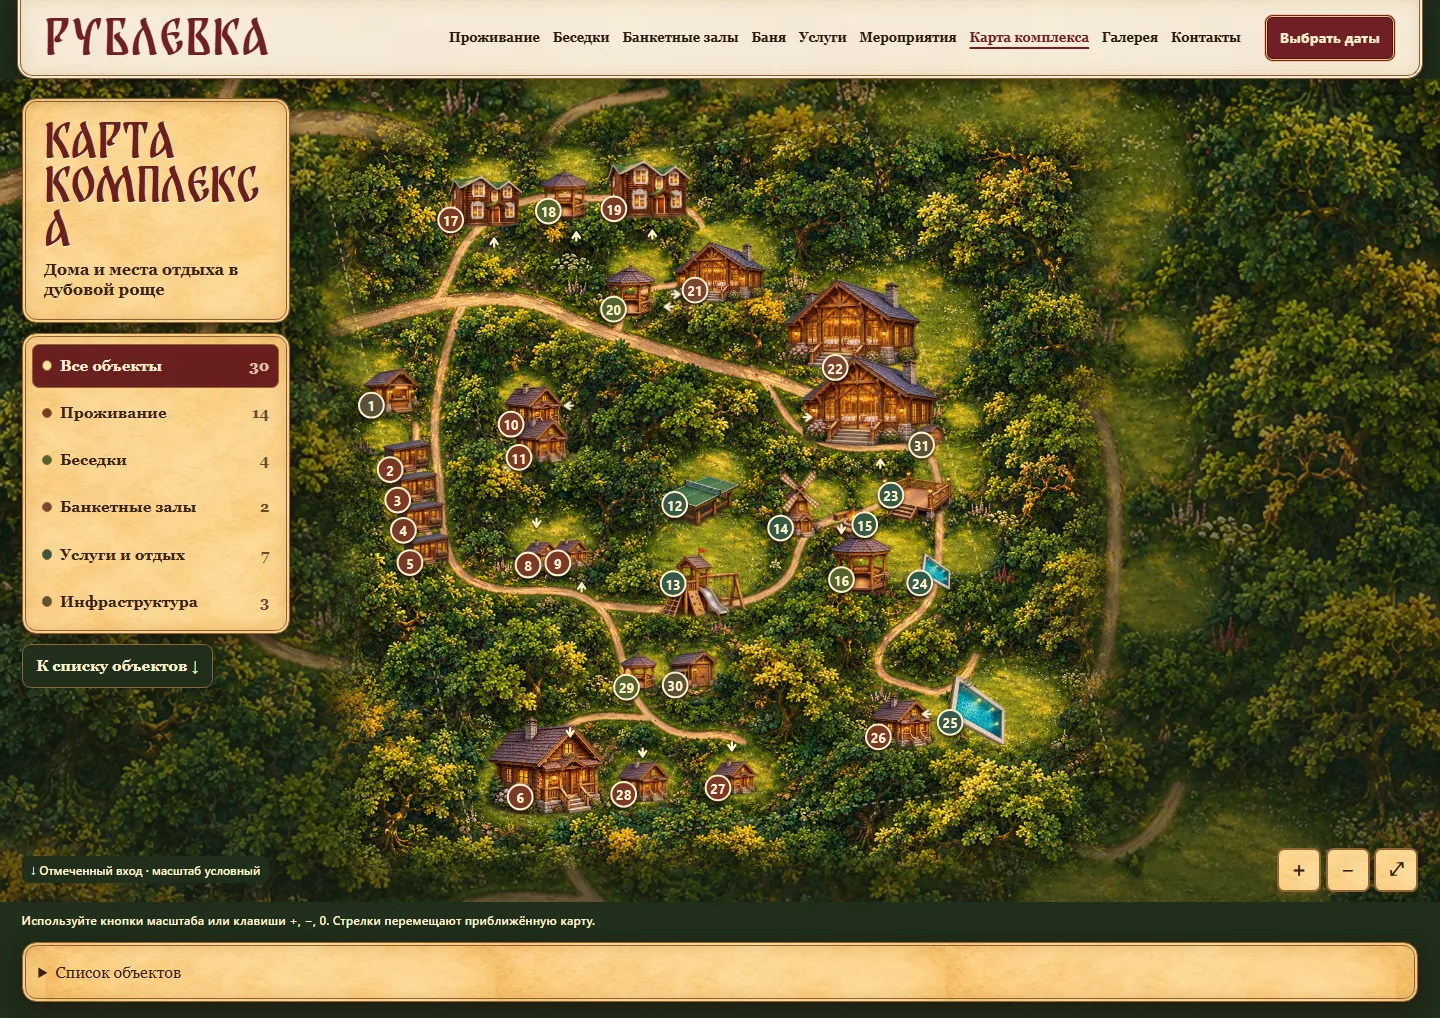 РУБЛЕВКА
Проживание Беседки Банкетные залы Баня Услуги Мероприятия Карта комплекса Галерея Контакты
Выбрать даты
КАРТА
КОМПЛЕКС
А
Дома и места отдыха в
дубовой роще
Все объекты 30
Проживание 14
Беседки 4
Банкетные залы 2
Услуги и отдых 7
Инфраструктура 3
К списку объектов ↓
17
18
19
20
21
22
1
10
11
31
2
3
4
5
12
23
14
15
8
9
13
16
24
29
30
25
26
6
28
27
↓ Отмеченный вход · масштаб условный
+ − ⤢
Используйте кнопки масштаба или клавиши +, −, 0. Стрелки перемещают приближённую карту.
▶ Список объектов